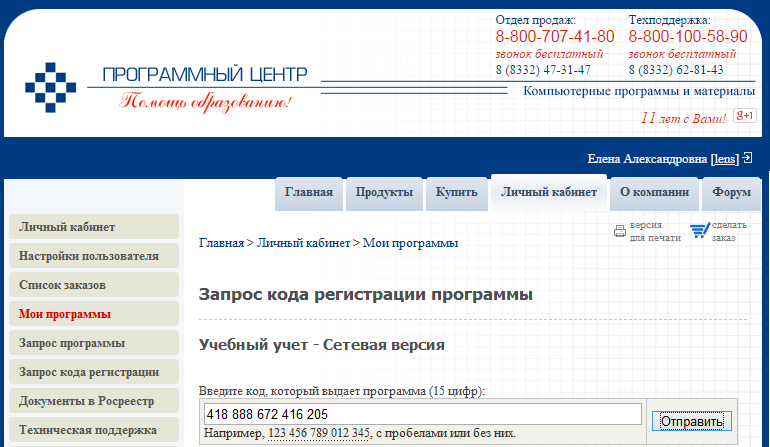 Отдел продаж: Техподдержка:
8-800-707-41-80 8-800-100-58-90
звонок бесплатный звонок бесплатный
8 (8332) 47-31-47 8 (8332) 62-81-43
ПРОГРАММНЫЙ ЦЕНТР
Помощь образованию!
Компьютерные программы и материалы
11 лет с Вами! g+1
Елена Александровна [lens]
Главная Продукты Купить Личный кабинет О компании Форум
Личный кабинет
Настройки пользователя
Список заказов
Мои программы
Запрос программы
Запрос кода регистрации
Документы в Росреестр
Техническая поддержка
версия для печати
сделать заказ
Главная > Личный кабинет > Мои программы
Запрос кода регистрации программы
Учебный учет - Сетевая версия
Введите код, который выдает программа (15 цифр):
418 888 672 416 205
Отправить
Например, 123 456 789 012 345, с пробелами или без них.